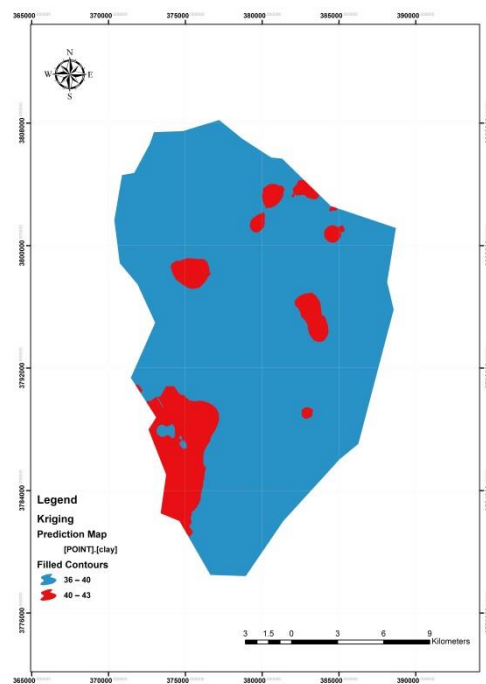 365000 370000 375000 380000 385000 390000
N
W E
S
3808000
3800000
3792000
3784000
3776000
Legend
Kriging
Prediction Map
[POINT].[clay]
Filled Contours
36 – 40
40 – 43
3 1.5 0 3 6 9
Kilometers
365000 370000 375000 380000 385000 390000